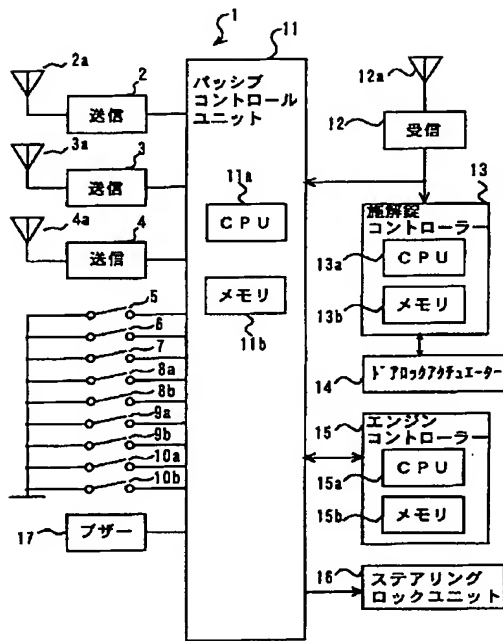 1
11
2a
2
送信
パッシブ
コントロール
ユニット
12a
12
受信
3a
3
送信
4a
4
送信
11a
CPU
13
施解錠
コントローラー
13a
CPU
メモリ
13b
メモリ
11b
5
6
7
8a
8b
9a
9b
10a
10b
ドアロックアクチュエーター
14
15
エンジン
コントローラー
CPU
15a
メモリ
15b
17
ブザー
16
ステアリング
ロックユニット